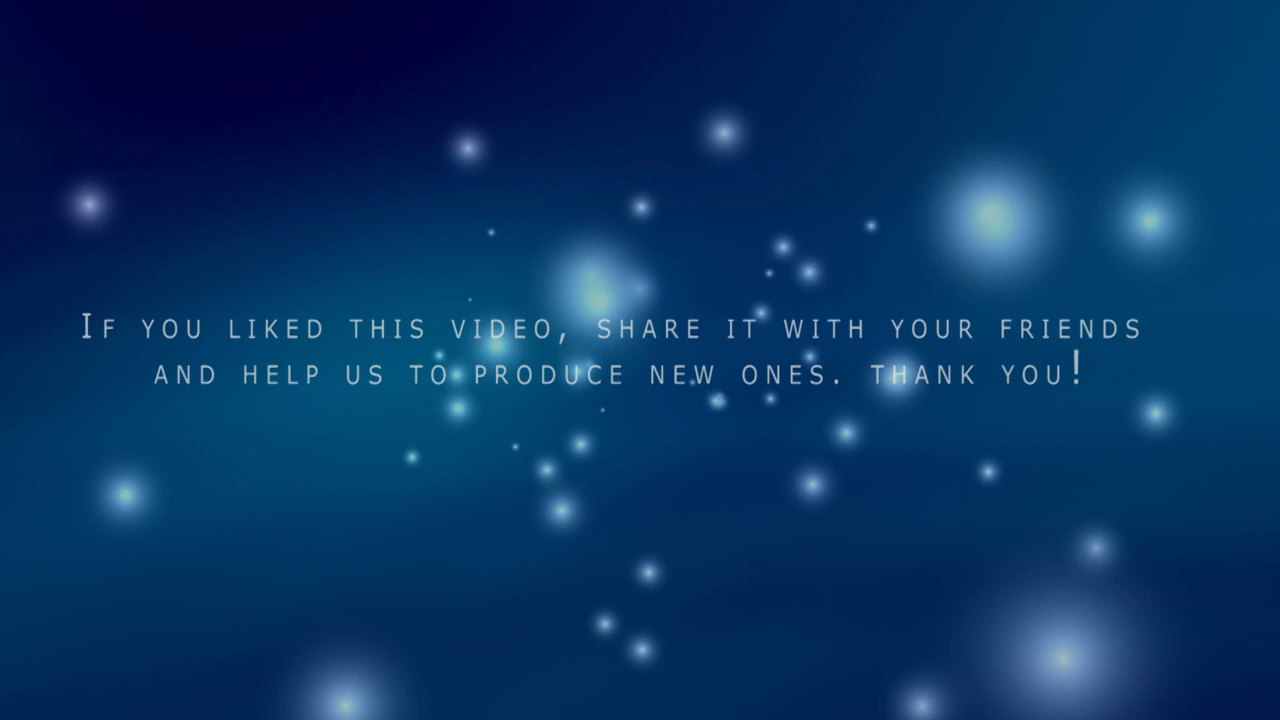 If you liked this video, share it with your friends
and help us to produce new ones. thank you!